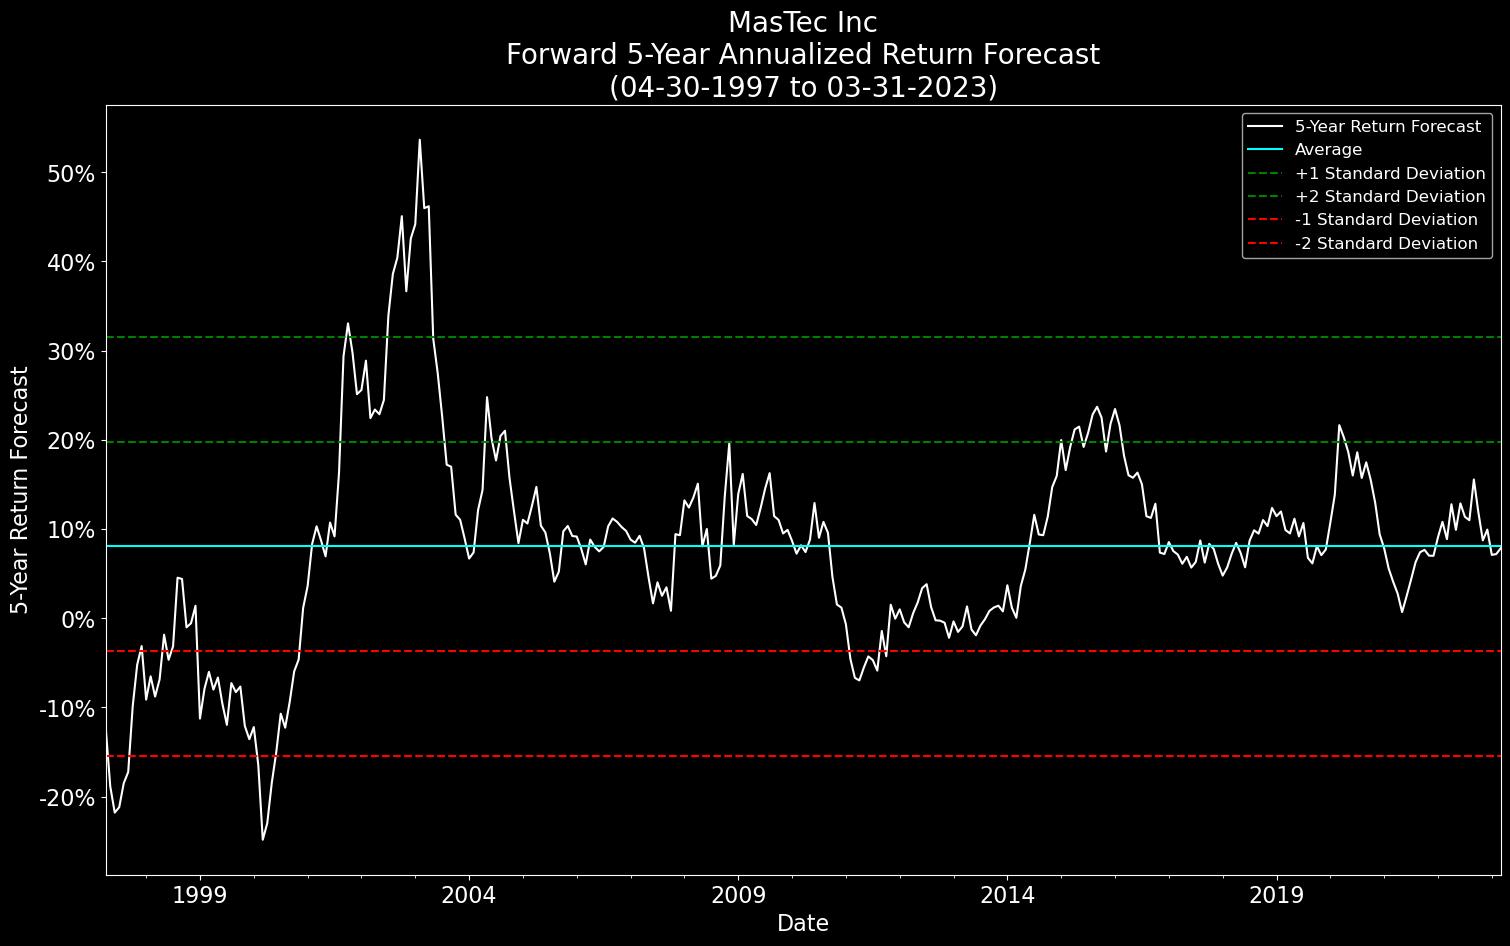 MasTec Inc
Forward 5-Year Annualized Return Forecast
(04-30-1997 to 03-31-2023)
5-Year Return Forecast
Average
+1 Standard Deviation
+2 Standard Deviation
-1 Standard Deviation
-2 Standard Deviation
5-Year Return Forecast
50%
40%
30%
20%
10%
0%
-10%
-20%
1999
2004
2009
2014
2019
Date